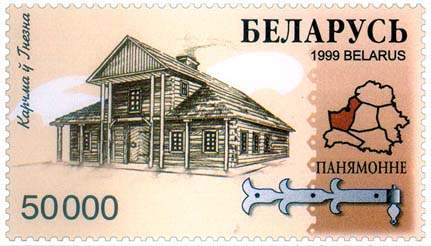 БЕЛАРУСЬ
1999 BELARUS
Карчма ў Гнезна
ПАНЯМОННЕ
50000